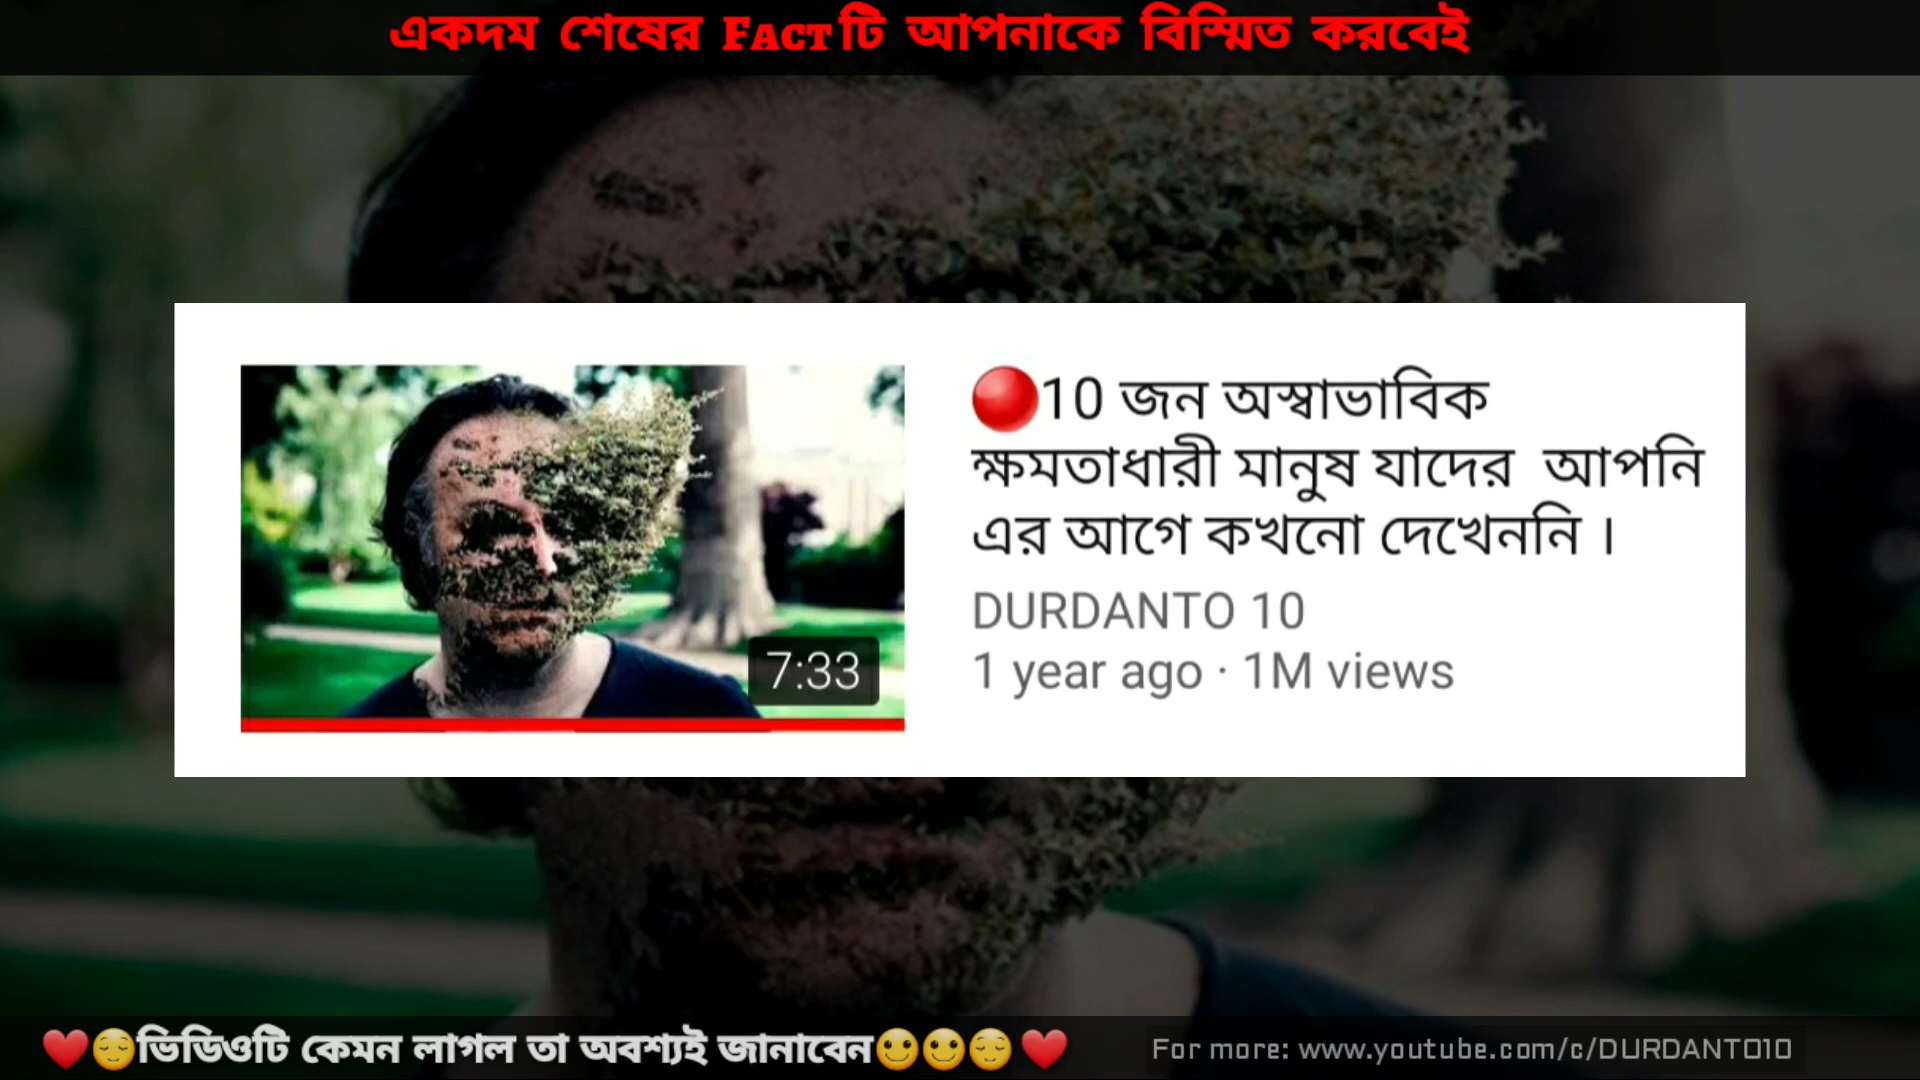 একদম শেষের FACT টি আপনাকে বিস্মিত করবেই
🔴10 জন অস্বাভাবিক
ক্ষমতাধারী মানুষ যাদের আপনি
এর আগে কখনো দেখেননি ।
DURDANTO 10
1 year ago · 1M views
7:33
❤️😌ভিডিওটি কেমন লাগল তা অবশ্যই জানাবেন🙂🙂😌❤️
For more: www.youtube.com/c/DURDANTO10